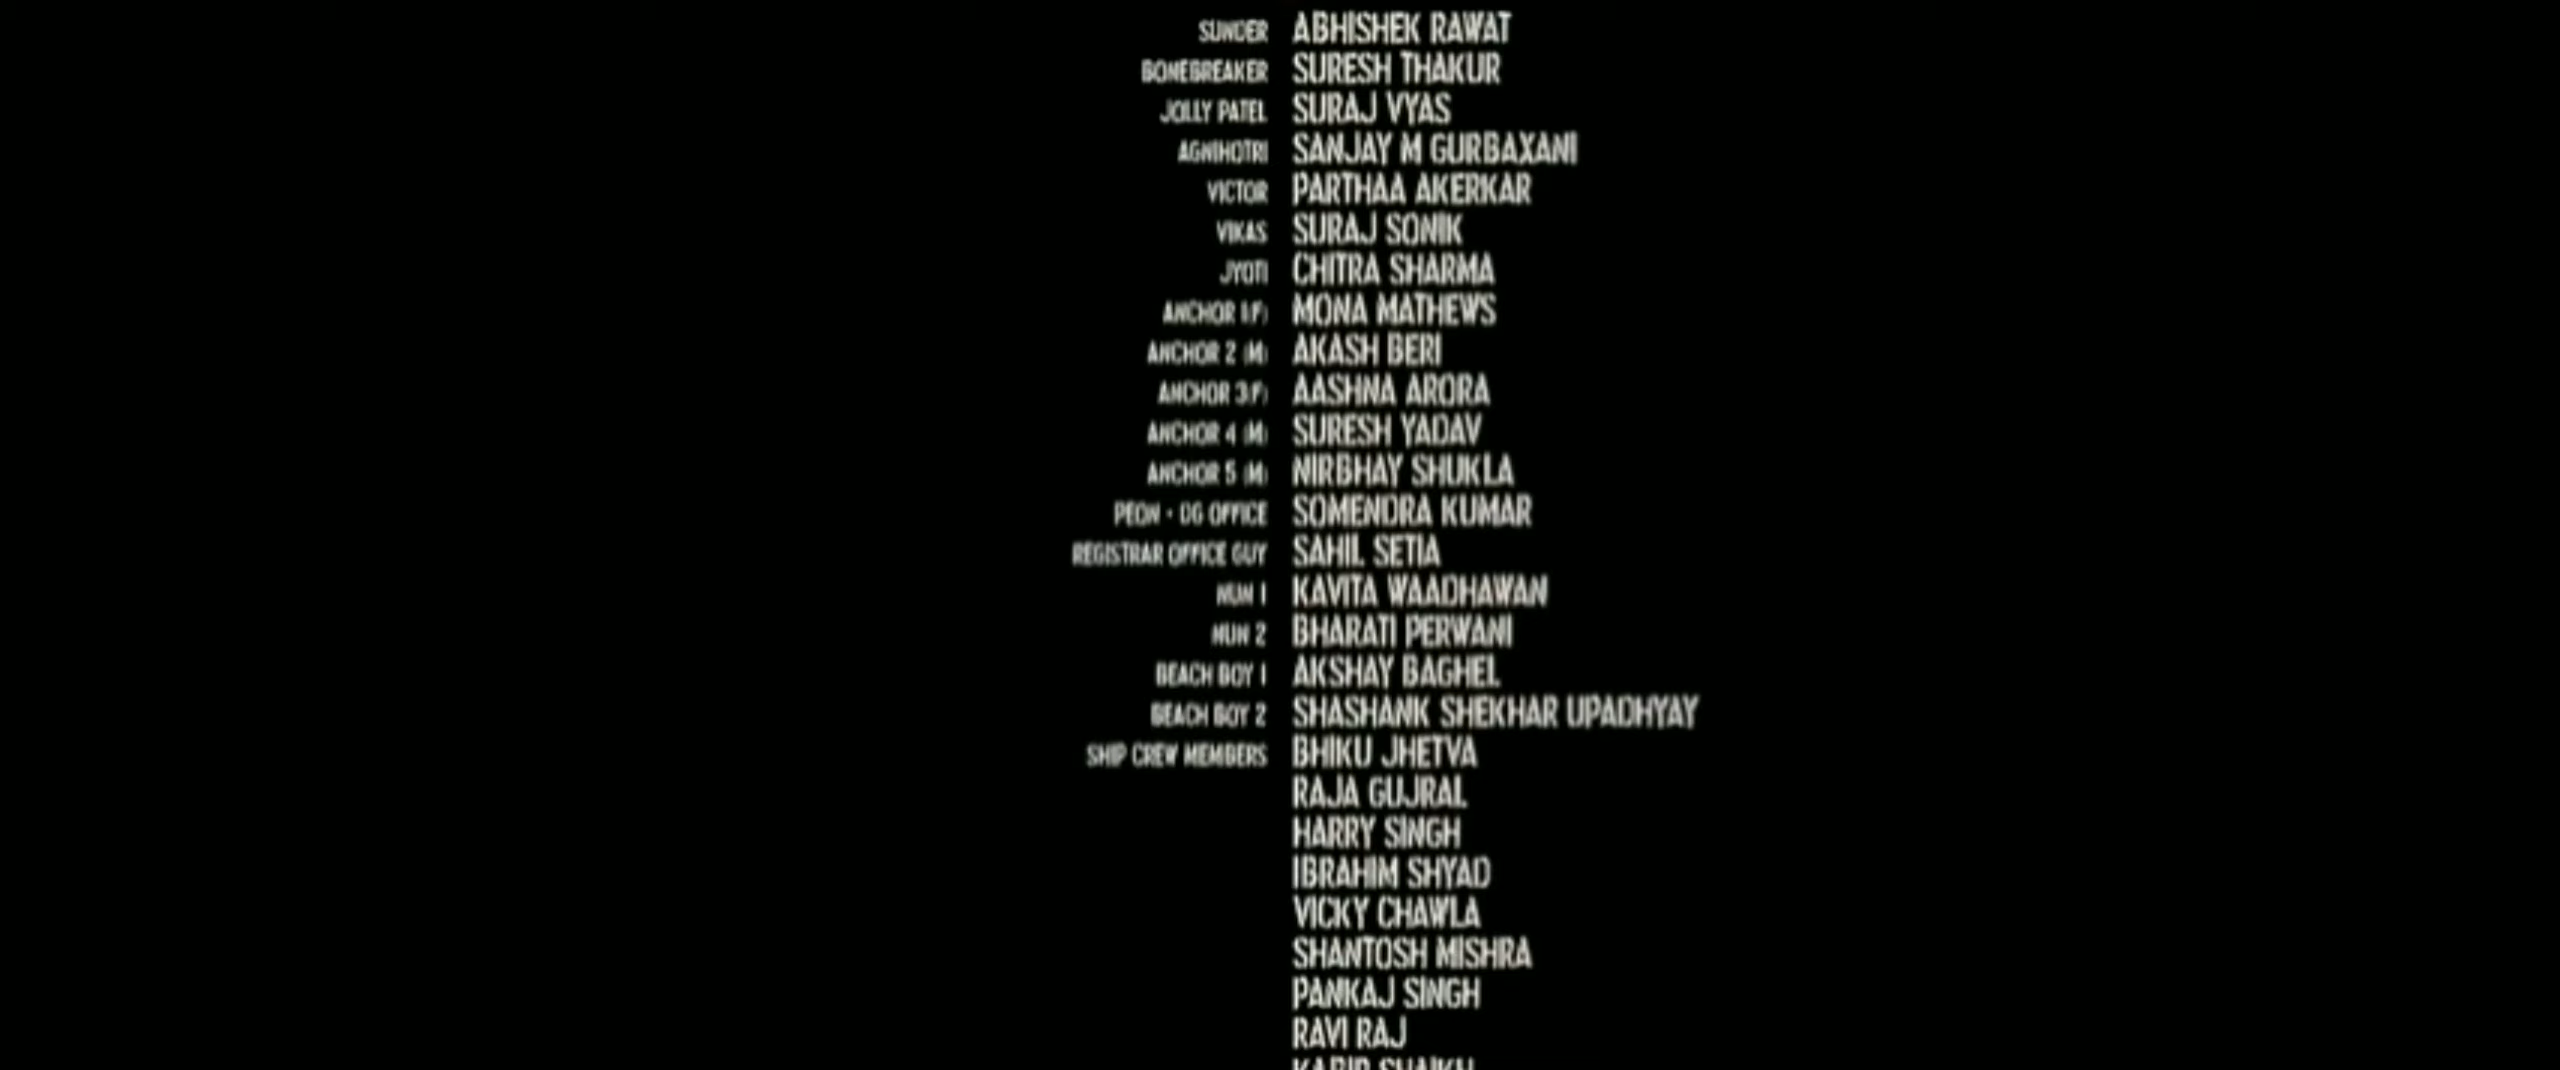 SUNDER ABHISHEK RAWAT
BONEBREAKER SURESH THAKUR
JOLLY PATEL SURAJ VYAS
AGNIHOTRI SANJAY M GURBAXANI
VICTOR PARTHAA AKERKAR
VIKAS SURAJ SONIK
JYOTI CHITRA SHARMA
ANCHOR 1(F) MONA MATHEWS
ANCHOR 2 (M) AKASH BERI
ANCHOR 3(F) AASHNA ARORA
ANCHOR 4 (M) SURESH YADAV
ANCHOR 5 (M) NIRBHAY SHUKLA
PEON - DG OFFICE SOMENDRA KUMAR
REGISTRAR OFFICE GUY SAHIL SETIA
NUN 1 KAVITA WAADHAWAN
NUN 2 BHARATI PERWANI
BEACH BOY 1 AKSHAY BAGHEL
BEACH BOY 2 SHASHANK SHEKHAR UPADHYAY
SHIP CREW MEMBERS BHIKU JHETVA
RAJA GUJRAL
HARRY SINGH
IBRAHIM SHYAD
VICKY CHAWLA
SHANTOSH MISHRA
PANKAJ SINGH
RAVI RAJ